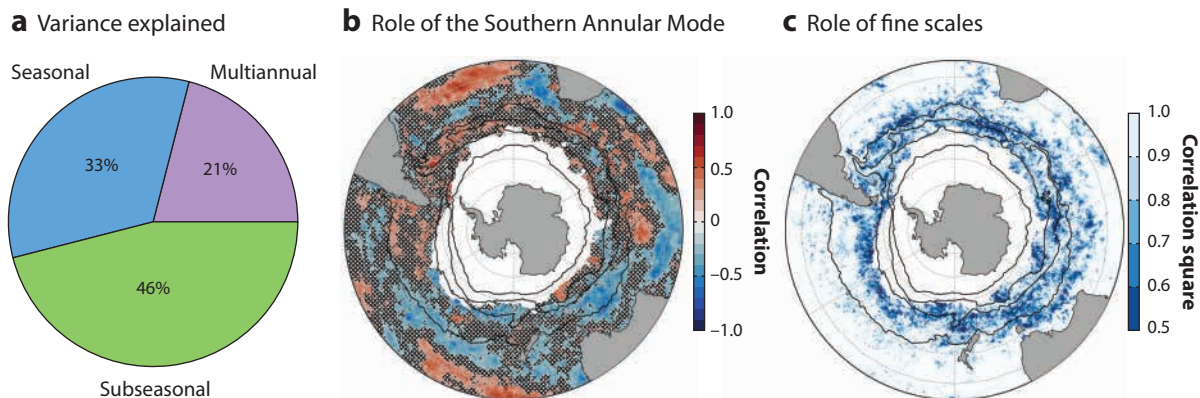 a Variance explained
Seasonal
Multiannual
33%
21%
46%
Subseasonal
b Role of the Southern Annular Mode
1.0
0.5
0
−0.5
−1.0
Correlation
c Role of fine scales
1.0
0.9
0.8
0.7
0.6
0.5
Correlation square